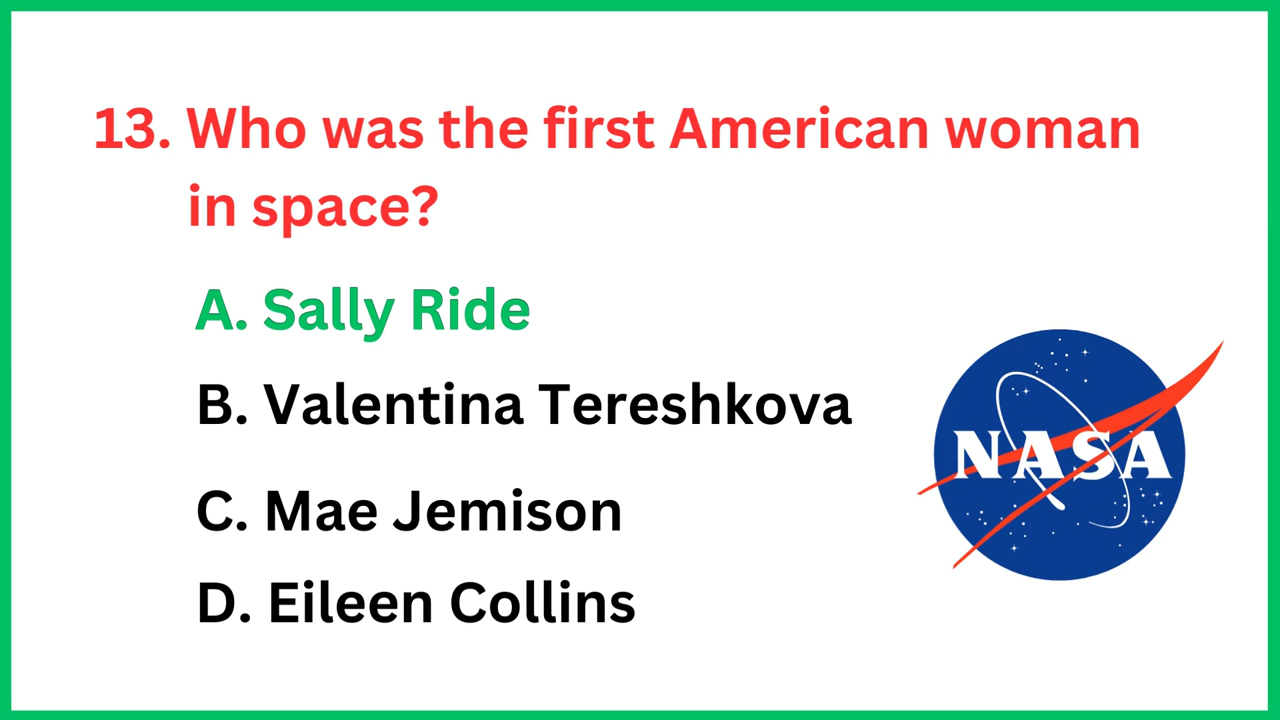 13. Who was the first American woman
in space?
A. Sally Ride
B. Valentina Tereshkova
C. Mae Jemison
NASA
D. Eileen Collins